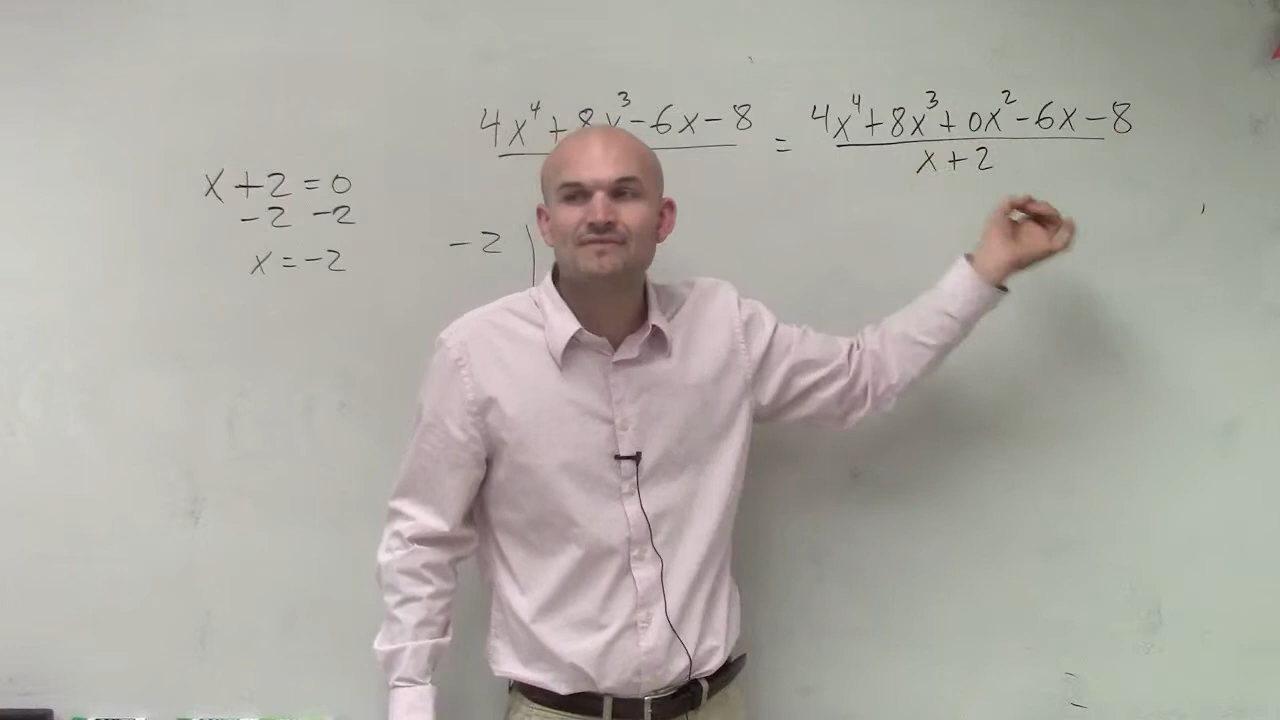 4x⁴ + 8x³ - 6x - 8 = 4x⁴ + 8x³ + 0x² - 6x - 8
x + 2
x + 2 = 0
-2 -2
x = -2
-2